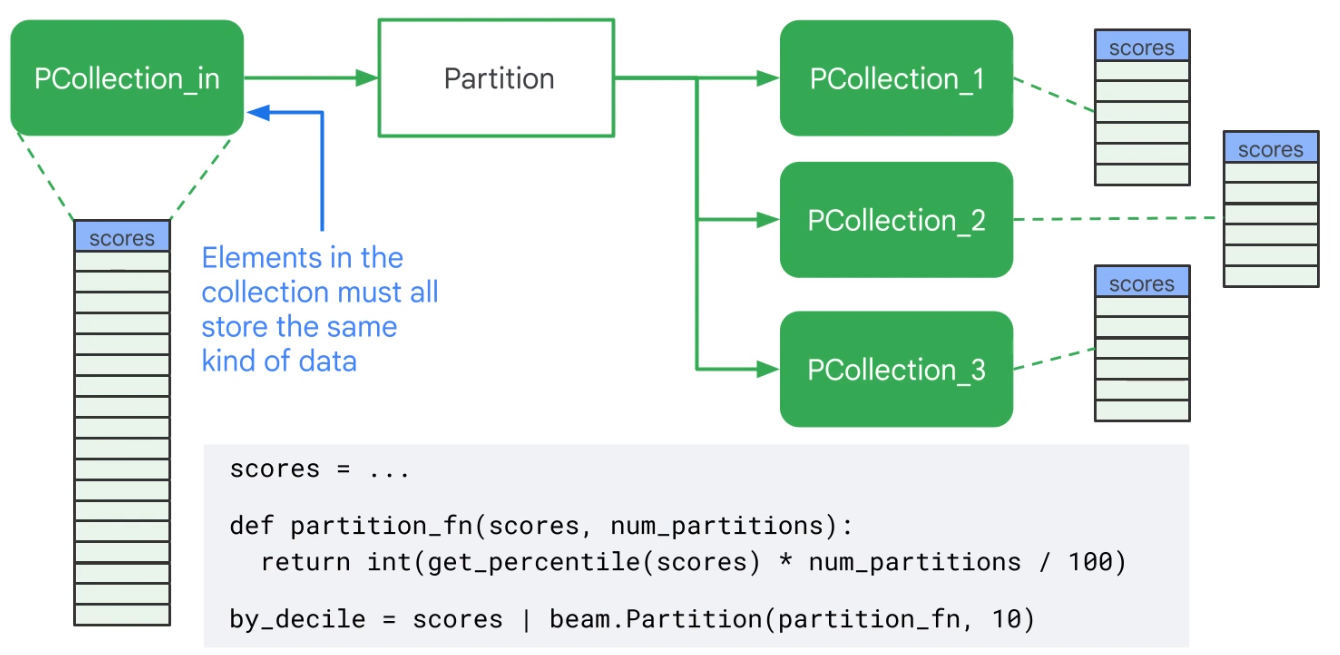 PCollection_in
Partition
PCollection_1
scores
scores
PCollection_2
scores
Elements in the
collection must all
store the same
kind of data
scores
PCollection_3
scores = ...
def partition_fn(scores, num_partitions):
  return int(get_percentile(scores) * num_partitions / 100)
by_decile = scores | beam.Partition(partition_fn, 10)